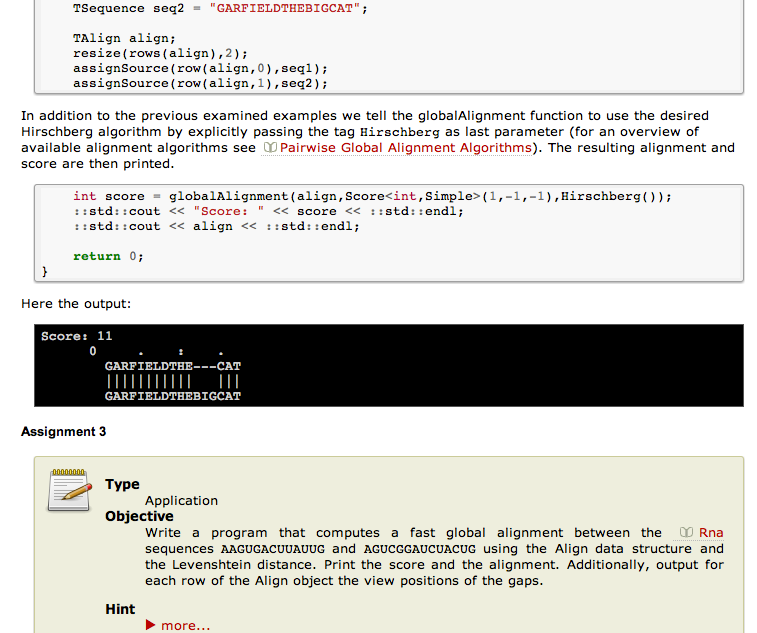 TSequence seq2 = "GARFIELDTHEBIGCAT";
TAlign align;
resize(rows(align),2);
assignSource(row(align,0),seq1);
assignSource(row(align,1),seq2);
In addition to the previous examined examples we tell the globalAlignment function to use the desired
Hirschberg algorithm by explicitly passing the tag Hirschberg as last parameter (for an overview of
available alignment algorithms see Pairwise Global Alignment Algorithms). The resulting alignment and
score are then printed.
int score = globalAlignment(align,Score<int,Simple>(1,-1,-1),Hirschberg());
::std::cout << "Score: " << score << ::std::endl;
::std::cout << align << ::std::endl;
return 0;
}
Here the output:
Score: 11
0 . : .
GARFIELDTHE---CAT
||||||||||| |||
GARFIELDTHEBIGCAT
Assignment 3
Type
Application
Objective
Write a program that computes a fast global alignment between the Rna
sequences AAGUGACUUAUUG and AGUCGGAUCUACUG using the Align data structure and
the Levenshtein distance. Print the score and the alignment. Additionally, output for
each row of the Align object the view positions of the gaps.
Hint
more...